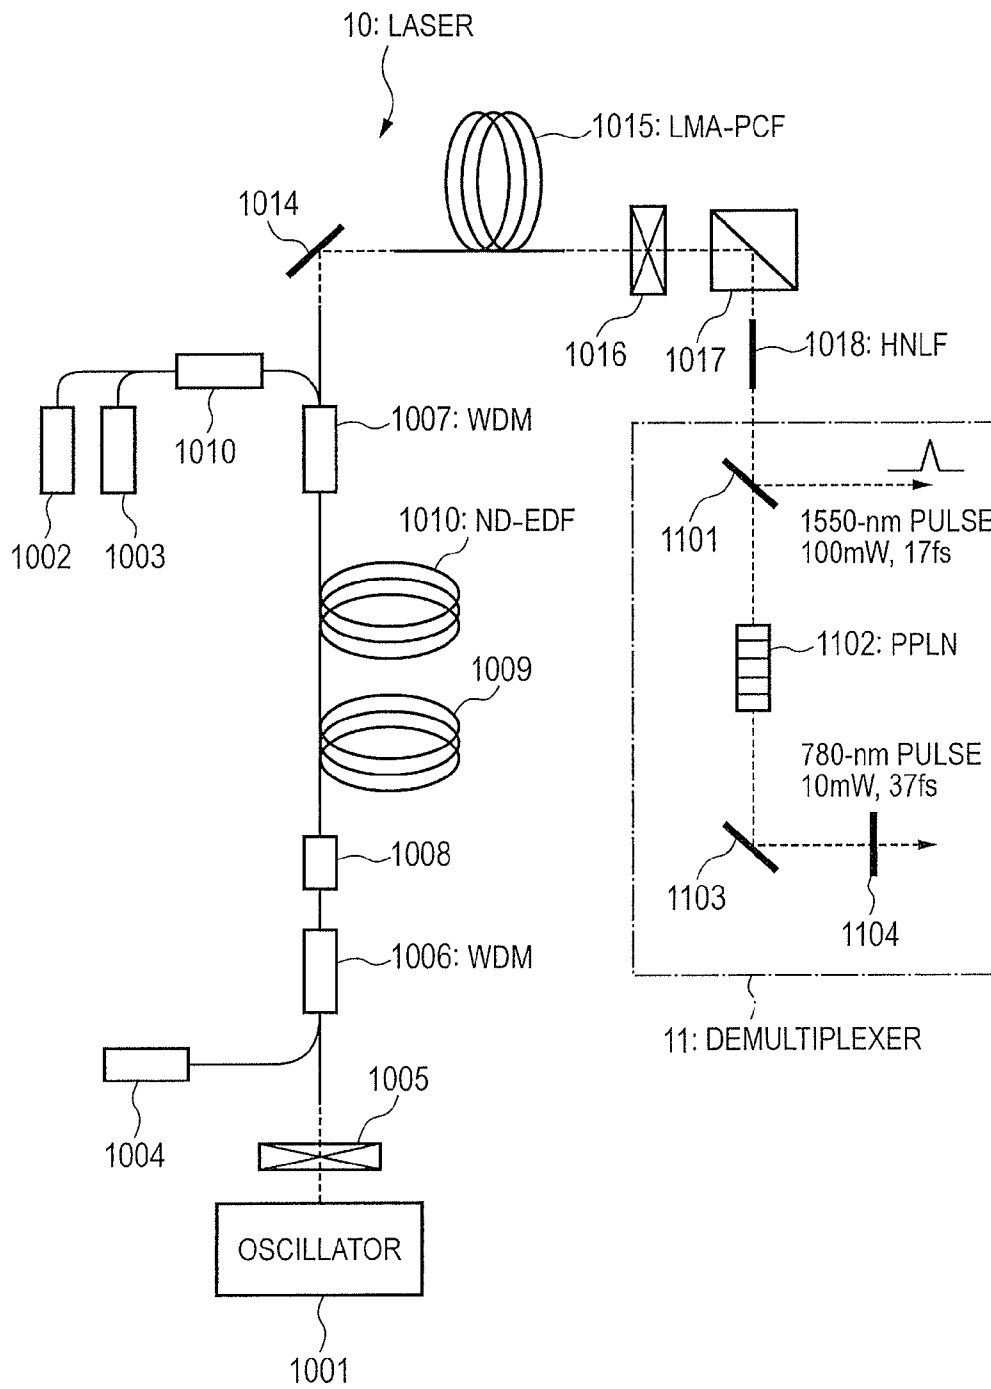 10: LASER
1015: LMA-PCF
1014
1016
1017
1018: HNLF
1010
1007: WDM
1002
1003
1101
1550-nm PULSE
100mW, 17fs
1010: ND-EDF
1102: PPLN
1009
780-nm PULSE
10mW, 37fs
1008
1103
1104
1006: WDM
11: DEMULTIPLEXER
1004
1005
OSCILLATOR
1001